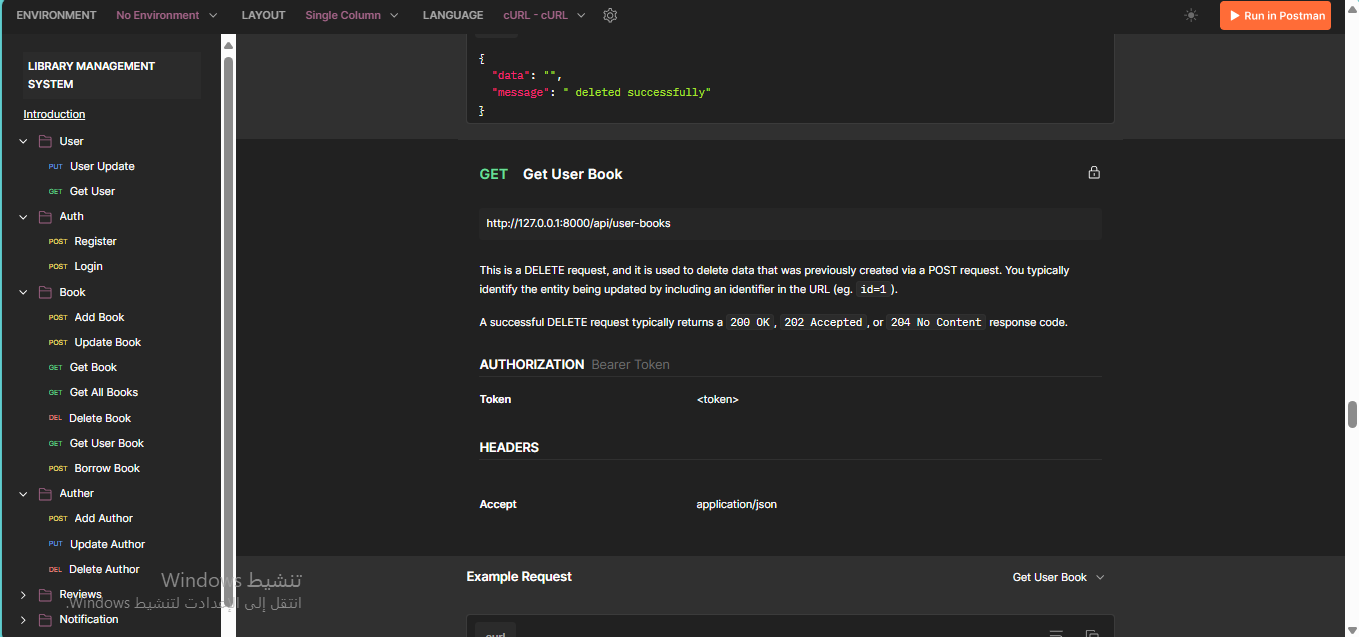 ENVIRONMENT No Environment LAYOUT Single Column LANGUAGE cURL - cURL Run in Postman
LIBRARY MANAGEMENT
SYSTEM
Introduction
User
PUT User Update
GET Get User
Auth
POST Register
POST Login
Book
POST Add Book
POST Update Book
GET Get Book
GET Get All Books
DEL Delete Book
GET Get User Book
POST Borrow Book
Auther
POST Add Author
PUT Update Author
DEL Delete Author
Reviews
Notification
{
"data": "",
"message": " deleted successfully"
}
GET Get User Book
http://127.0.0.1:8000/api/user-books
This is a DELETE request, and it is used to delete data that was previously created via a POST request. You typically
identify the entity being updated by including an identifier in the URL (eg. id=1 ).
A successful DELETE request typically returns a 200 OK , 202 Accepted , or 204 No Content response code.
AUTHORIZATION Bearer Token
Token <token>
HEADERS
Accept application/json
Example Request Get User Book
curl
تنشيط Windows
انتقل إلى الإعدادت لتنشيط Windows.